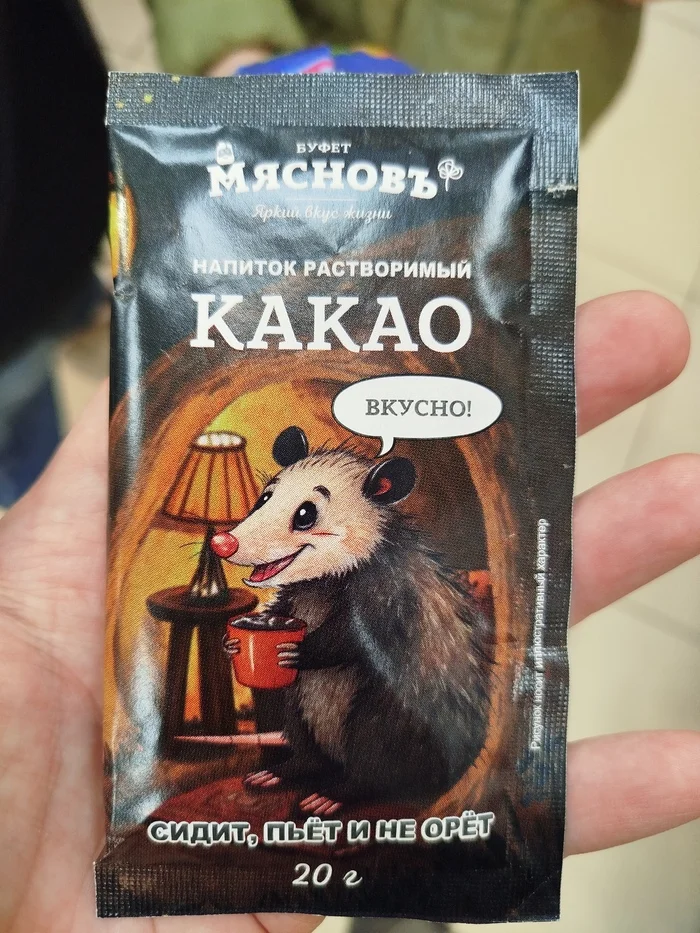 БУФЕТ
МЯСНОВЪ
Яркий вкус жизни
НАПИТОК РАСТВОРИМЫЙ
КАКАО
ВКУСНО!
Рисунок носит иллюстративный характер
СИДИТ, ПЬЁТ И НЕ ОРЁТ
20 г